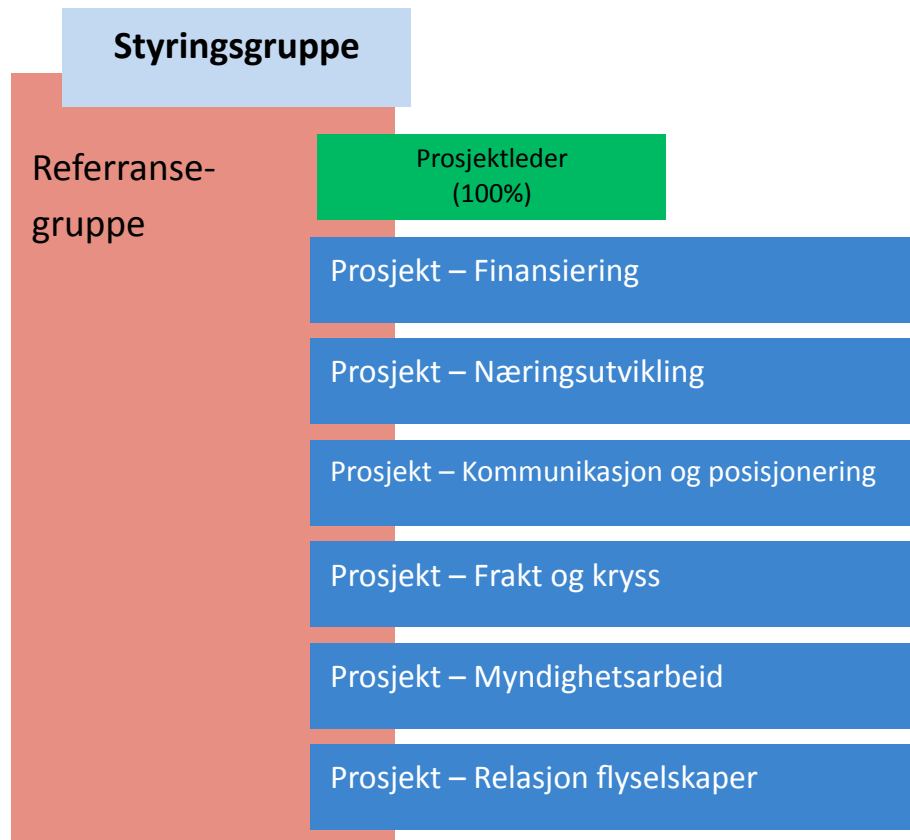 Styringsgruppe
Referranse-
gruppe
Prosjektleder
(100%)
Prosjekt – Finansiering
Prosjekt – Næringsutvikling
Prosjekt – Kommunikasjon og posisjonering
Prosjekt – Frakt og kryss
Prosjekt – Myndighetsarbeid
Prosjekt – Relasjon flyselskaper